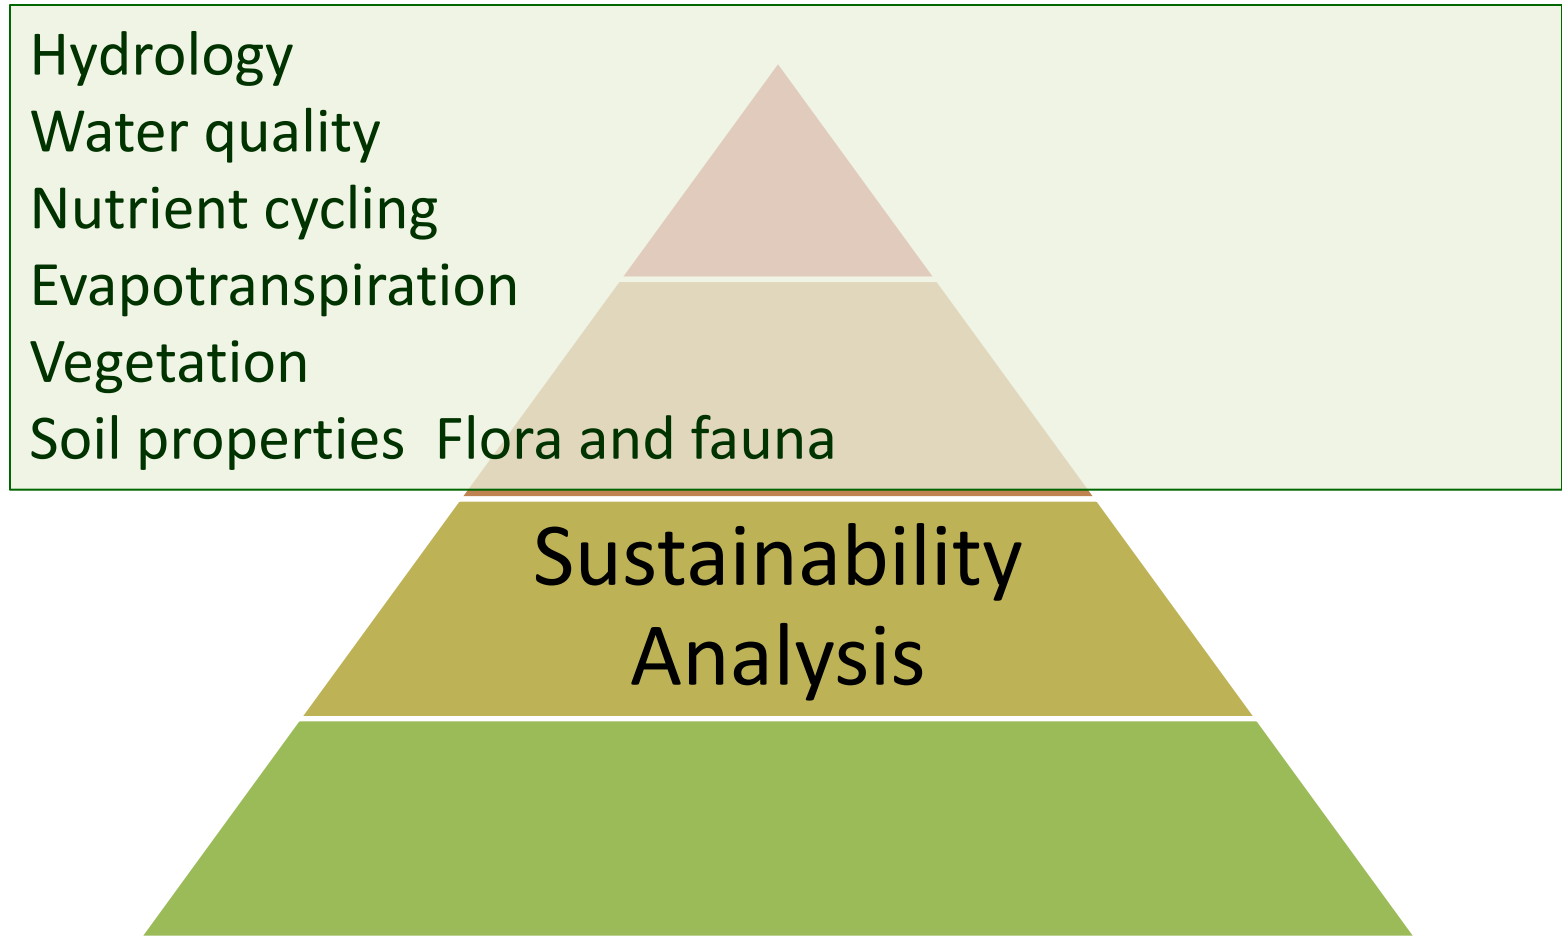 Hydrology
Water quality
Nutrient cycling
Evapotranspiration
Vegetation
Soil properties  Flora and fauna
Sustainability
Analysis